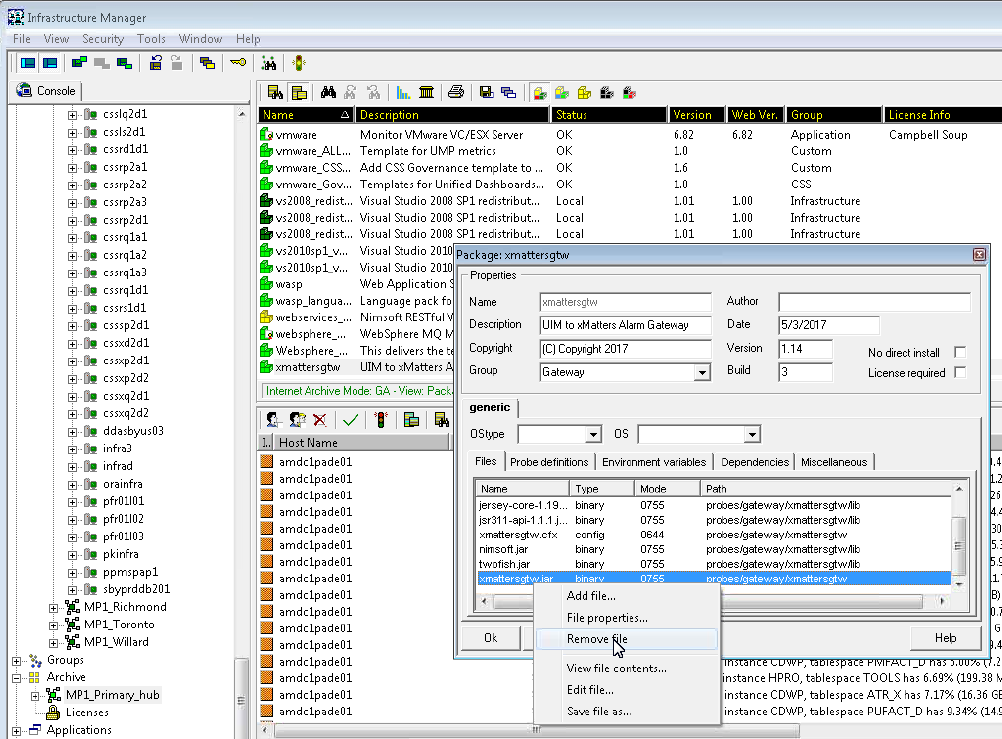 Infrastructure Manager
File View Security Tools Window Help
Console
csslq2d1
cssls2d1
cssrd1d1
cssrp2a1
cssrp2a2
cssrp2a3
cssrp2d1
cssrq1a1
cssrq1a2
cssrq1a3
cssrq1d1
cssrs1d1
csssp2d1
cssxd2d1
cssxp2d1
cssxp2d2
cssxq2d1
cssxq2d2
ddasbyus03
infra3
infrad
orainfra
pfr01l01
pfr01l02
pfr01l03
pkinfra
ppmspap1
sbyprddb201
MP1_Richmond
MP1_Toronto
MP1_Willard
Groups
Archive
MP1_Primary_hub
Licenses
Applications
Name Description Status Version Web Ver. Group License Info
vmware Monitor VMware VC/ESX Server OK 6.82 6.82 Application Campbell Soup
vmware_ALL... Template for UMP metrics OK 1.0 Custom
vmware_CSS... Add CSS Governance template to ... OK 1.6 Custom
vmware_Gov... Templates for Unified Dashboards... OK 1.0 CSS
vs2008_redist... Visual Studio 2008 SP1 redistribut... Local 1.01 1.00 Infrastructure
vs2008_redist... Visual Studio 2008 SP1 redistribut... Local 1.01 1.00 Infrastructure
vs2008_redist... Visual Studio 2008 SP1 redistribut... Local 1.01 1.00 Infrastructure
vs2010sp1_v... Visual Studio 2010
vs2010sp1_v... Visual Studio 2010
wasp Web Application S
wasp_langua... Language pack for
webservices_... Nimsoft RESTful
websphere_... WebSphere MQ M
Websphere_... This delivers the te
xmattersgtw UIM to xMatters A
Internet Archive Mode: GA - View: Pack
1.. Host Name
amdc1pade01
amdc1pade01
amdc1pade01
amdc1pade01
amdc1pade01
amdc1pade01
amdc1pade01
amdc1pade01
amdc1pade01
amdc1pade01
amdc1pade01
amdc1pade01
amdc1pade01 instance CDWP, tablespace PMFACT_D has 5.00% (7.2
amdc1pade01 instance HPRO, tablespace TOOLS has 6.69% (199.38 M
amdc1pade01 instance CDWP, tablespace ATR_X has 7.17% (16.36 GE
amdc1pade01 instance CDWP, tablespace PUFACT_D has 9.34% (14.9
Package: xmattersgtw
Properties
Name xmattersgtw Author
Description UIM to xMatters Alarm Gateway Date 5/3/2017
Copyright (C) Copyright 2017 Version 1.14 No direct install
Group Gateway Build 3 License required
generic
OStype OS
Files Probe definitions Environment variables Dependencies Miscellaneous
Name Type Mode Path
jersey-core-1.19... binary 0755 probes/gateway/xmattersgtw/lib
jsr311-api-1.1.1.j... binary 0755 probes/gateway/xmattersgtw/lib
xmattersgtw.cfx config 0644 probes/gateway/xmattersgtw
nimsoft.jar binary 0755 probes/gateway/xmattersgtw/lib
twofish.jar binary 0755 probes/gateway/xmattersgtw/lib
xmattersgtw.jar binary 0755 probes/gateway/xmattersgtw
Ok Help
Add file...
File properties...
Remove file
View file contents...
Edit file...
Save file as...